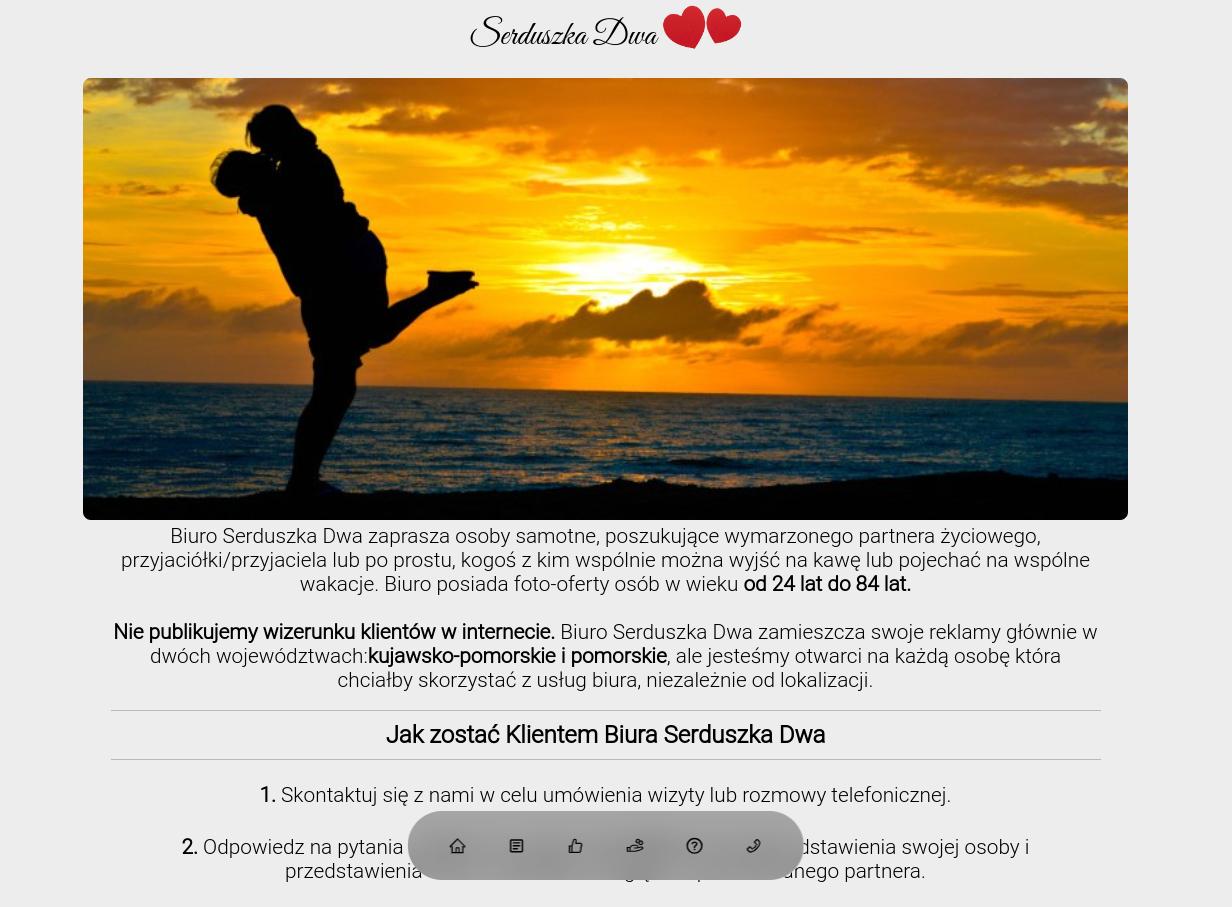 Serduszka Dwa
Biuro Serduszka Dwa zaprasza osoby samotne, poszukujące wymarzonego partnera życiowego,
przyjaciółki/przyjaciela lub po prostu, kogoś z kim wspólnie można wyjść na kawę lub pojechać na wspólne
wakacje. Biuro posiada foto-oferty osób w wieku od 24 lat do 84 lat.
Nie publikujemy wizerunku klientów w internecie. Biuro Serduszka Dwa zamieszcza swoje reklamy głównie w
dwóch województwach:kujawsko-pomorskie i pomorskie, ale jesteśmy otwarci na każdą osobę która
chciałby skorzystać z usług biura, niezależnie od lokalizacji.
Jak zostać Klientem Biura Serduszka Dwa
1. Skontaktuj się z nami w celu umówienia wizyty lub rozmowy telefonicznej.
2. Odpowiedz na pytania swojej osoby i
przedstawienia partnera.